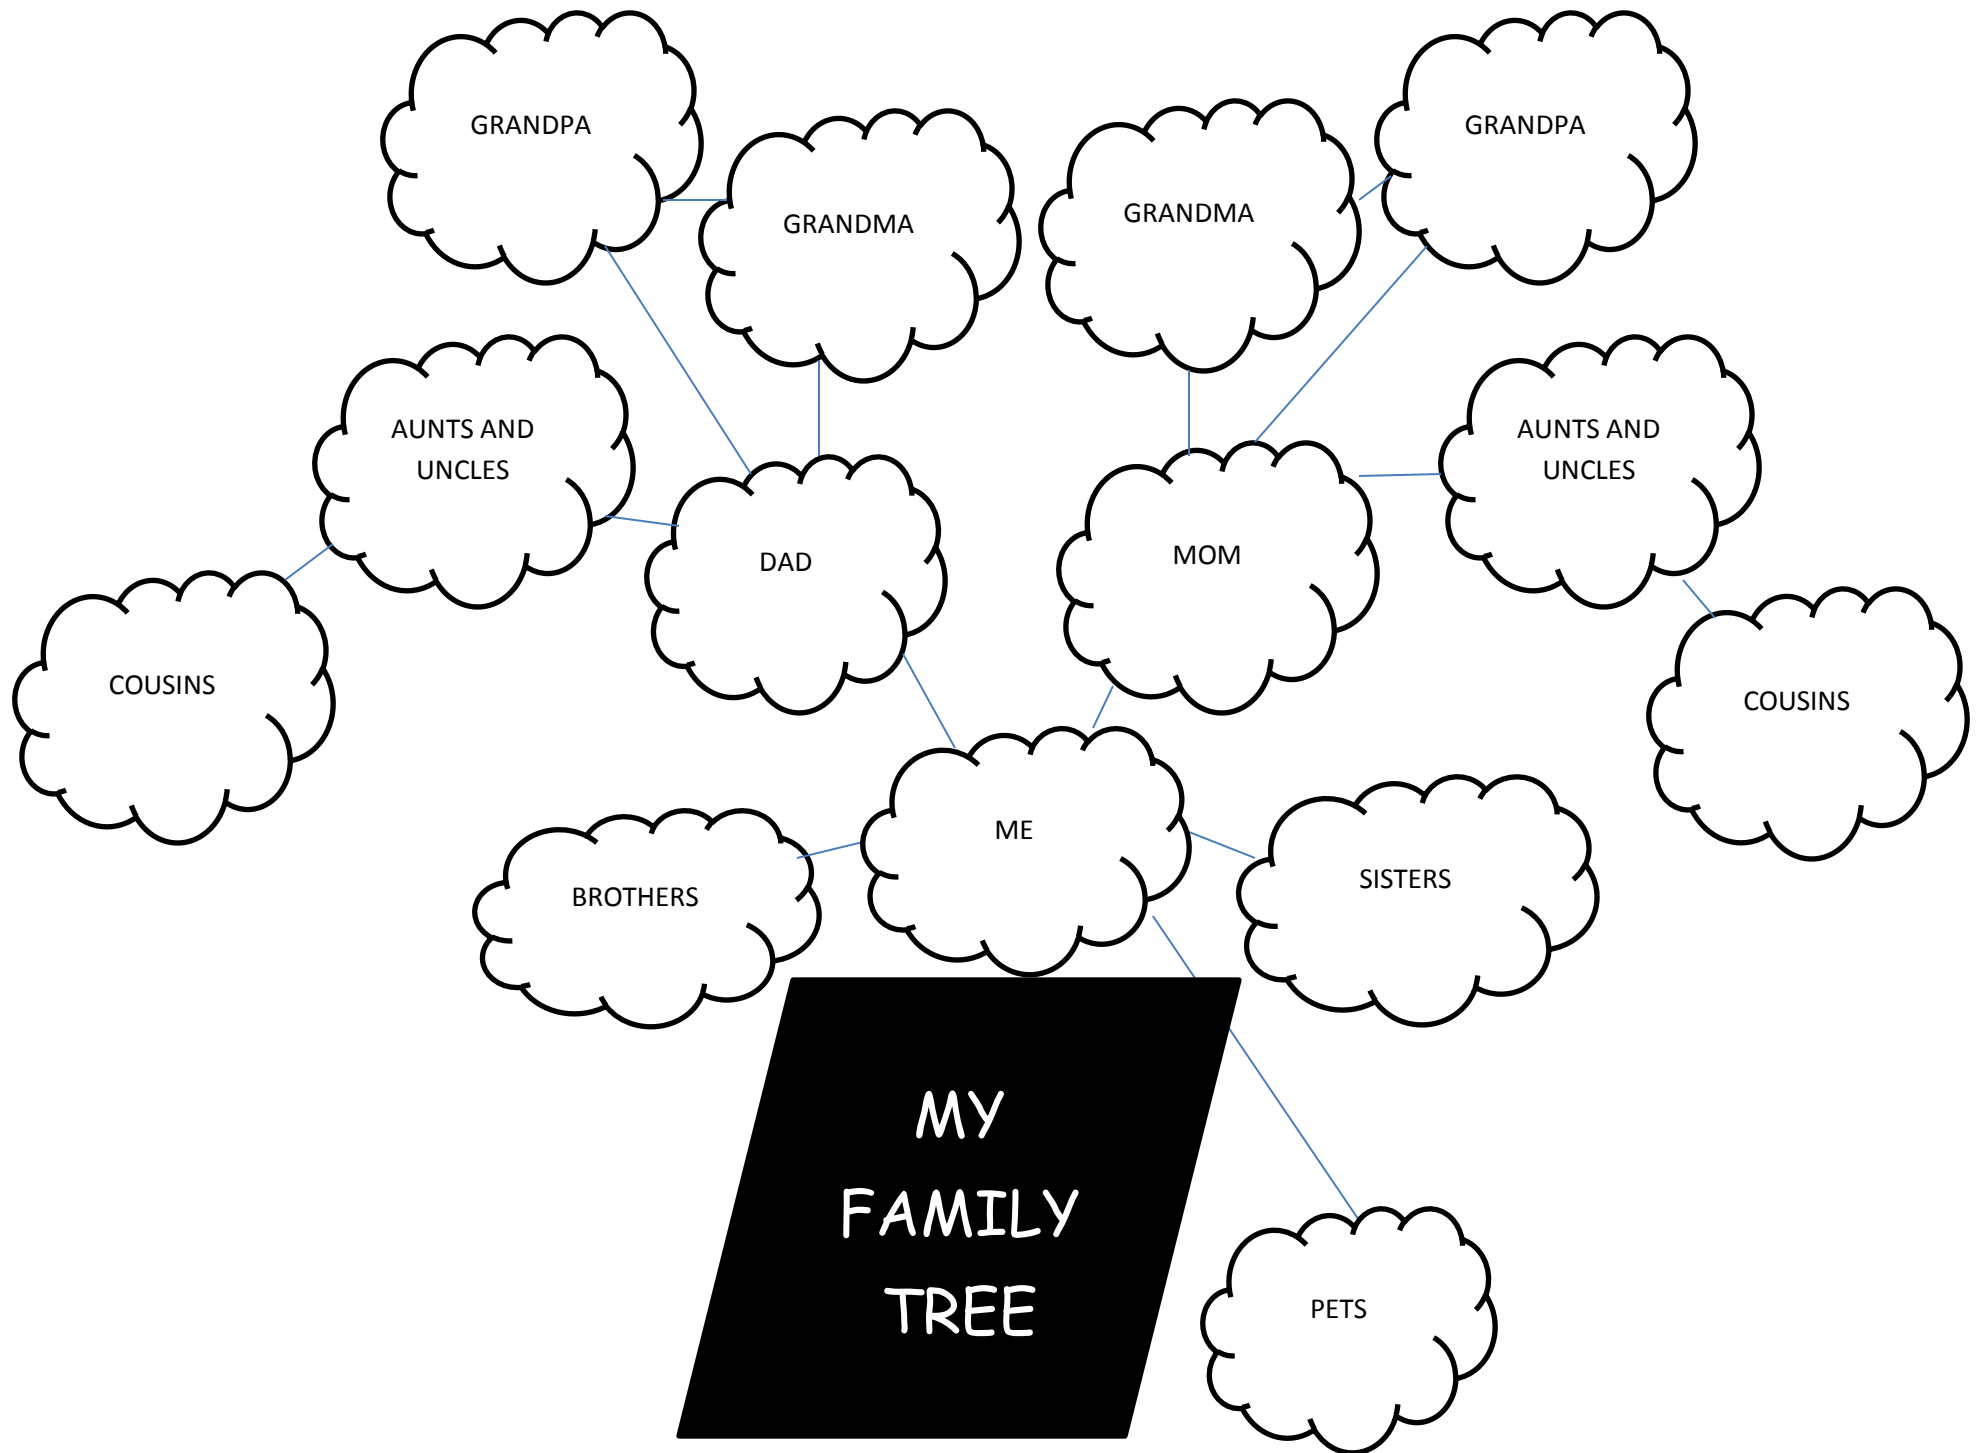 GRANDPA
GRANDMA
GRANDMA
GRANDPA
AUNTS AND
UNCLES
AUNTS AND
UNCLES
DAD
MOM
COUSINS
COUSINS
ME
BROTHERS
SISTERS
MY
FAMILY
TREE
PETS